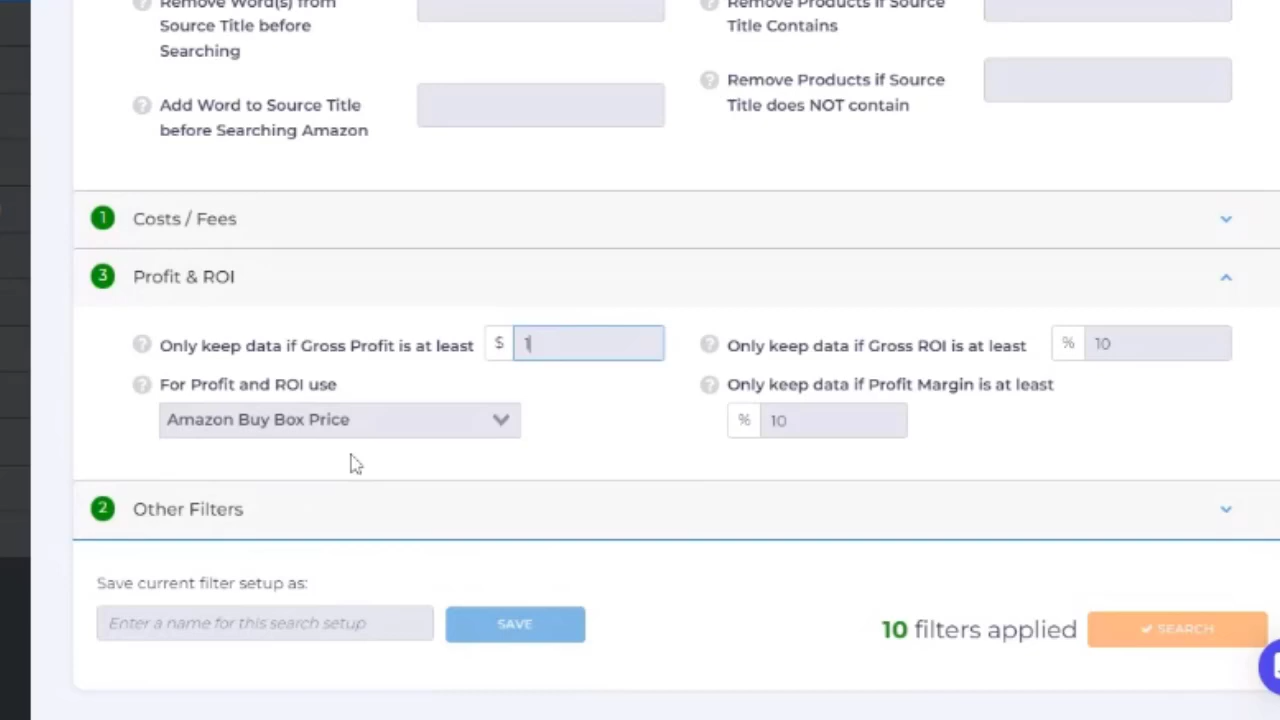 Remove Word(s) from
Source Title before
Searching
Remove Products if Source
Title Contains
Add Word to Source Title
before Searching Amazon
Remove Products if Source
Title does NOT contain
1 Costs / Fees
3 Profit & ROI
Only keep data if Gross Profit is at least $ 1
Only keep data if Gross ROI is at least % 10
For Profit and ROI use
Amazon Buy Box Price
Only keep data if Profit Margin is at least
% 10
2 Other Filters
Save current filter setup as:
Enter a name for this search setup SAVE
10 filters applied SEARCH